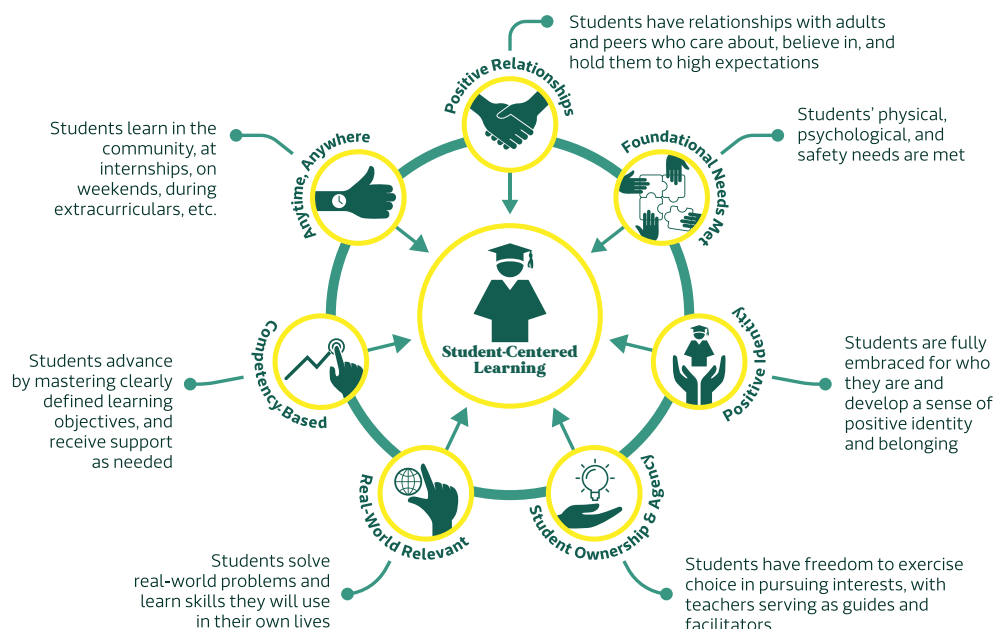 Students have relationships with adults
and peers who care about, believe in, and
hold them to high expectations
Positive Relationships
Students' physical,
psychological, and
safety needs are met
Foundational Needs Met
Students are fully
embraced for who
they are and
develop a sense of
positive identity
and belonging
Positive Identity
Students have freedom to exercise
choice in pursuing interests, with
teachers serving as guides and
facilitators
Student Ownership & Agency
Students solve
real-world problems and
learn skills they will use
in their own lives
Real-World Relevant
Students advance
by mastering clearly
defined learning
objectives, and
receive support
as needed
Competency-Based
Students learn in the
community, at
internships, on
weekends, during
extracurriculars, etc.
Anytime, Anywhere
Student-Centered
Learning